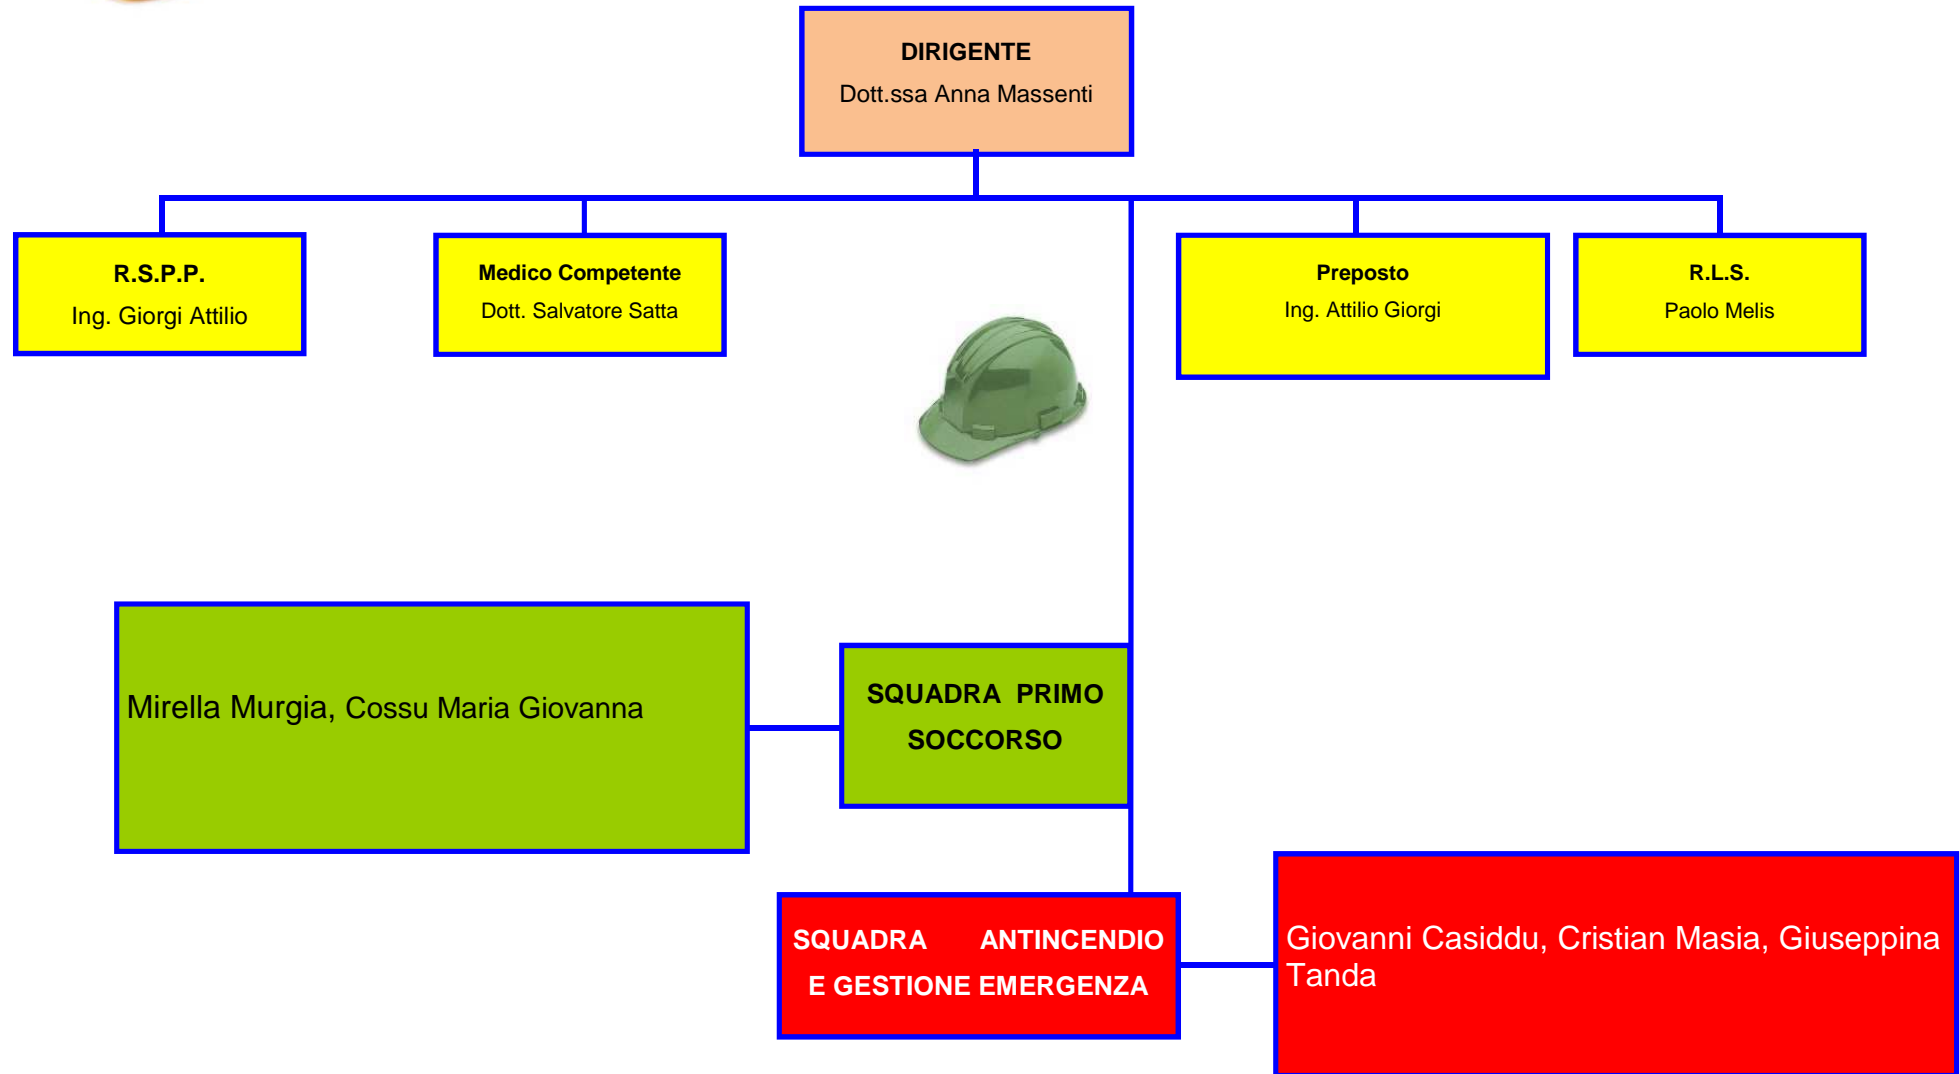 DIRIGENTE
Dott.ssa Anna Massenti
R.S.P.P.
Ing. Giorgi Attilio
Medico Competente
Dott. Salvatore Satta
Preposto
Ing. Attilio Giorgi
R.L.S.
Paolo Melis
Mirella Murgia, Cossu Maria Giovanna
SQUADRA PRIMO
SOCCORSO
SQUADRA ANTINCENDIO
E GESTIONE EMERGENZA
Giovanni Casiddu, Cristian Masia, Giuseppina
Tanda